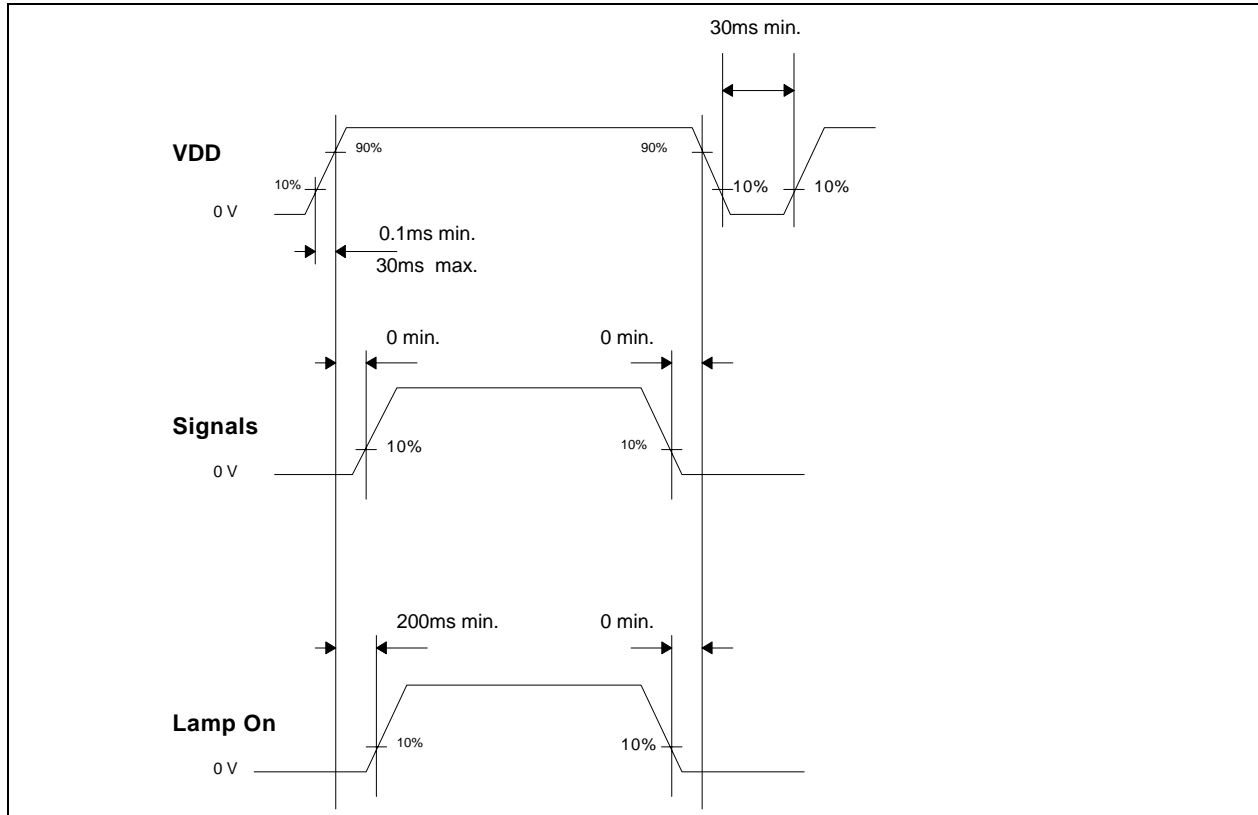 30ms min.
VDD
90%
90%
10%
10%
10%
0 V
0.1ms min.
30ms max.
0 min.
0 min.
Signals
10%
10%
0 V
200ms min.
0 min.
Lamp On
10%
10%
0 V